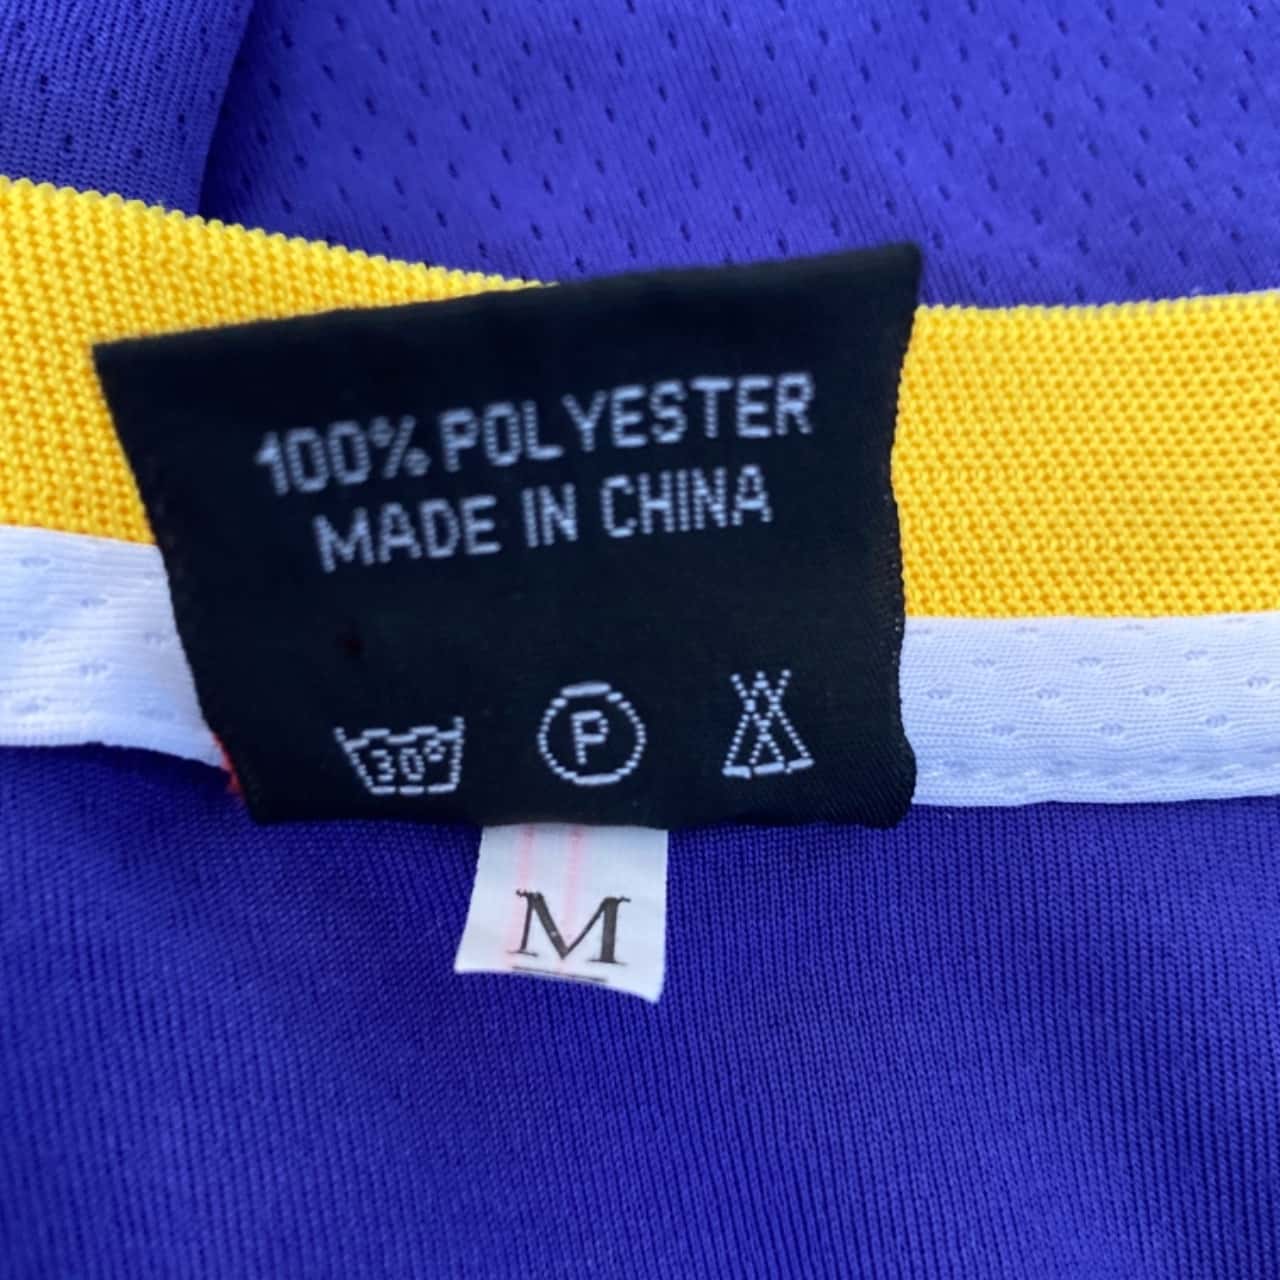 100% POLYESTER
MADE IN CHINA
30° P
M